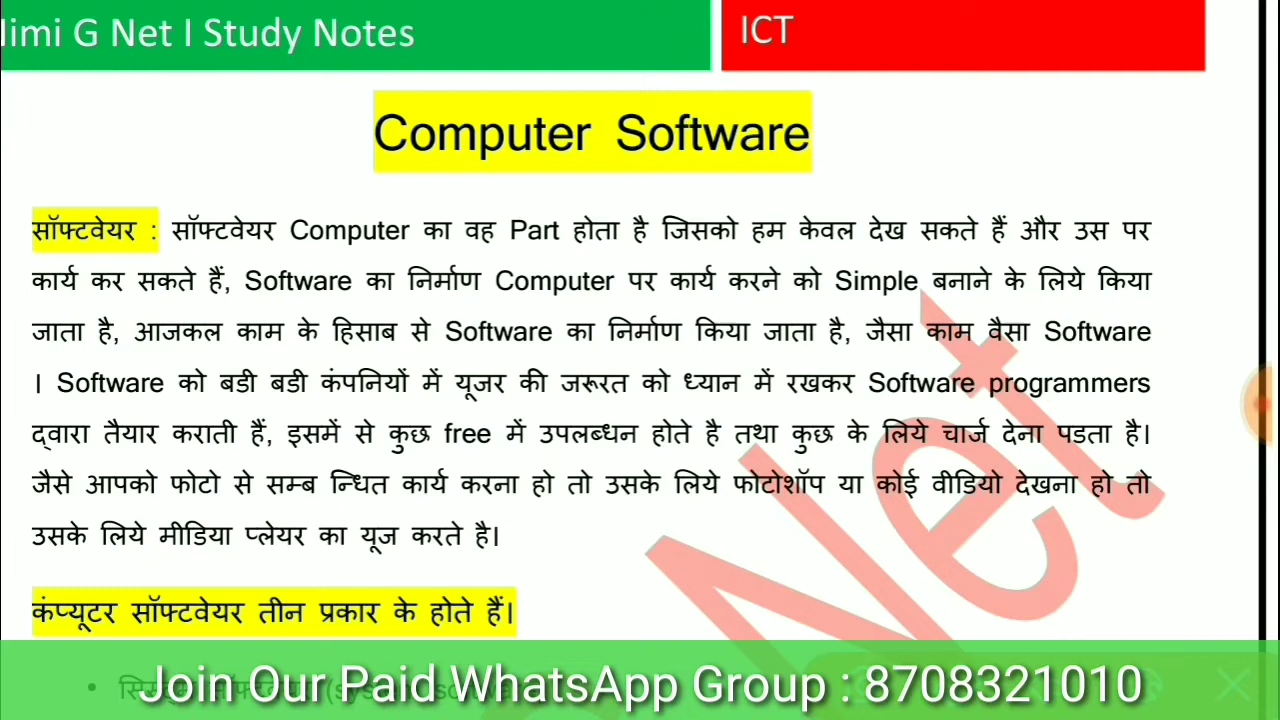 imi G Net I Study Notes
ICT
Computer Software
सॉफ्टवेयर : सॉफ्टवेयर Computer का वह Part होता है जिसको हम केवल देख सकते हैं और उस पर
कार्य कर सकते हैं, Software का निर्माण Computer पर कार्य करने को Simple बनाने के लिये किया
जाता है, आजकल काम के हिसाब से Software का निर्माण किया जाता है, जैसा काम वैसा Software
। Software को बडी बडी कंपनियों में यूजर की जरूरत को ध्यान में रखकर Software programmers
द्वारा तैयार कराती हैं, इसमें से कुछ free में उपलब्धन होते है तथा कुछ के लिये चार्ज देना पडता है।
जैसे आपको फोटो से सम्ब न्धित कार्य करना हो तो उसके लिये फोटोशॉप या कोई वीडियो देखना हो तो
उसके लिये मीडिया प्लेयर का यूज करते है।
कंप्यूटर सॉफ्टवेयर तीन प्रकार के होते हैं।
Join Our Paid WhatsApp Group : 8708321010
Net